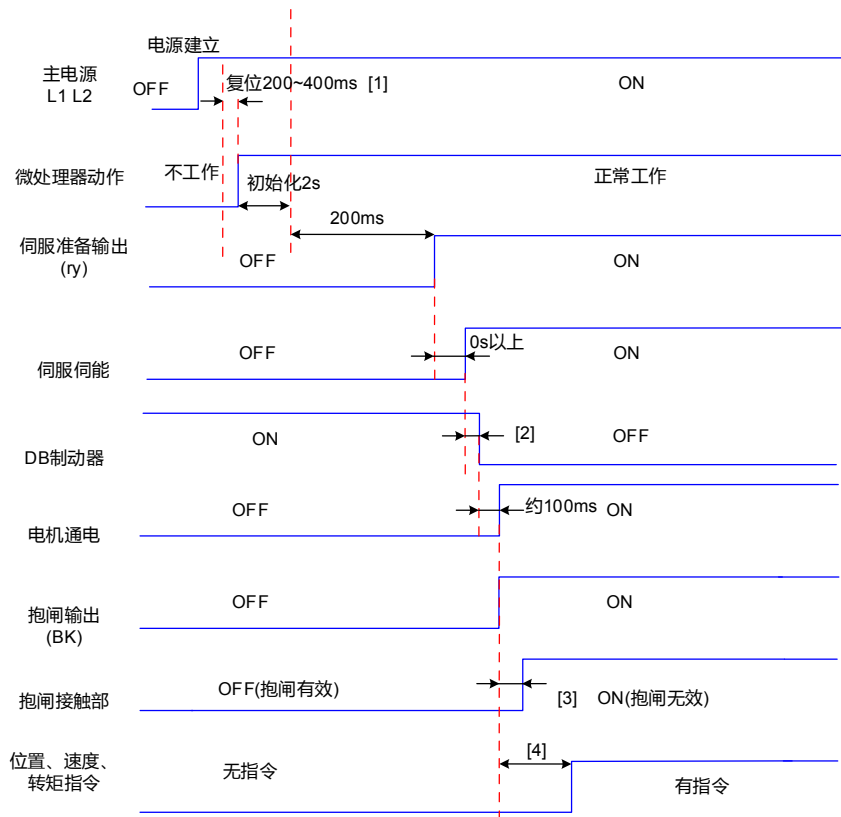 电源建立
主电源
L1 L2
OFF
复位200~400ms [1]
ON
微处理器动作
不工作
初始化2s
正常工作
200ms
伺服准备输出
(ry)
OFF
ON
伺服伺能
OFF
0s以上
ON
DB制动器
ON
[2]
OFF
电机通电
OFF
约100ms
ON
抱闸输出
(BK)
OFF
ON
抱闸接触部
OFF(抱闸有效)
[3]
ON(抱闸无效)
位置、速度、
转矩指令
无指令
[4]
有指令